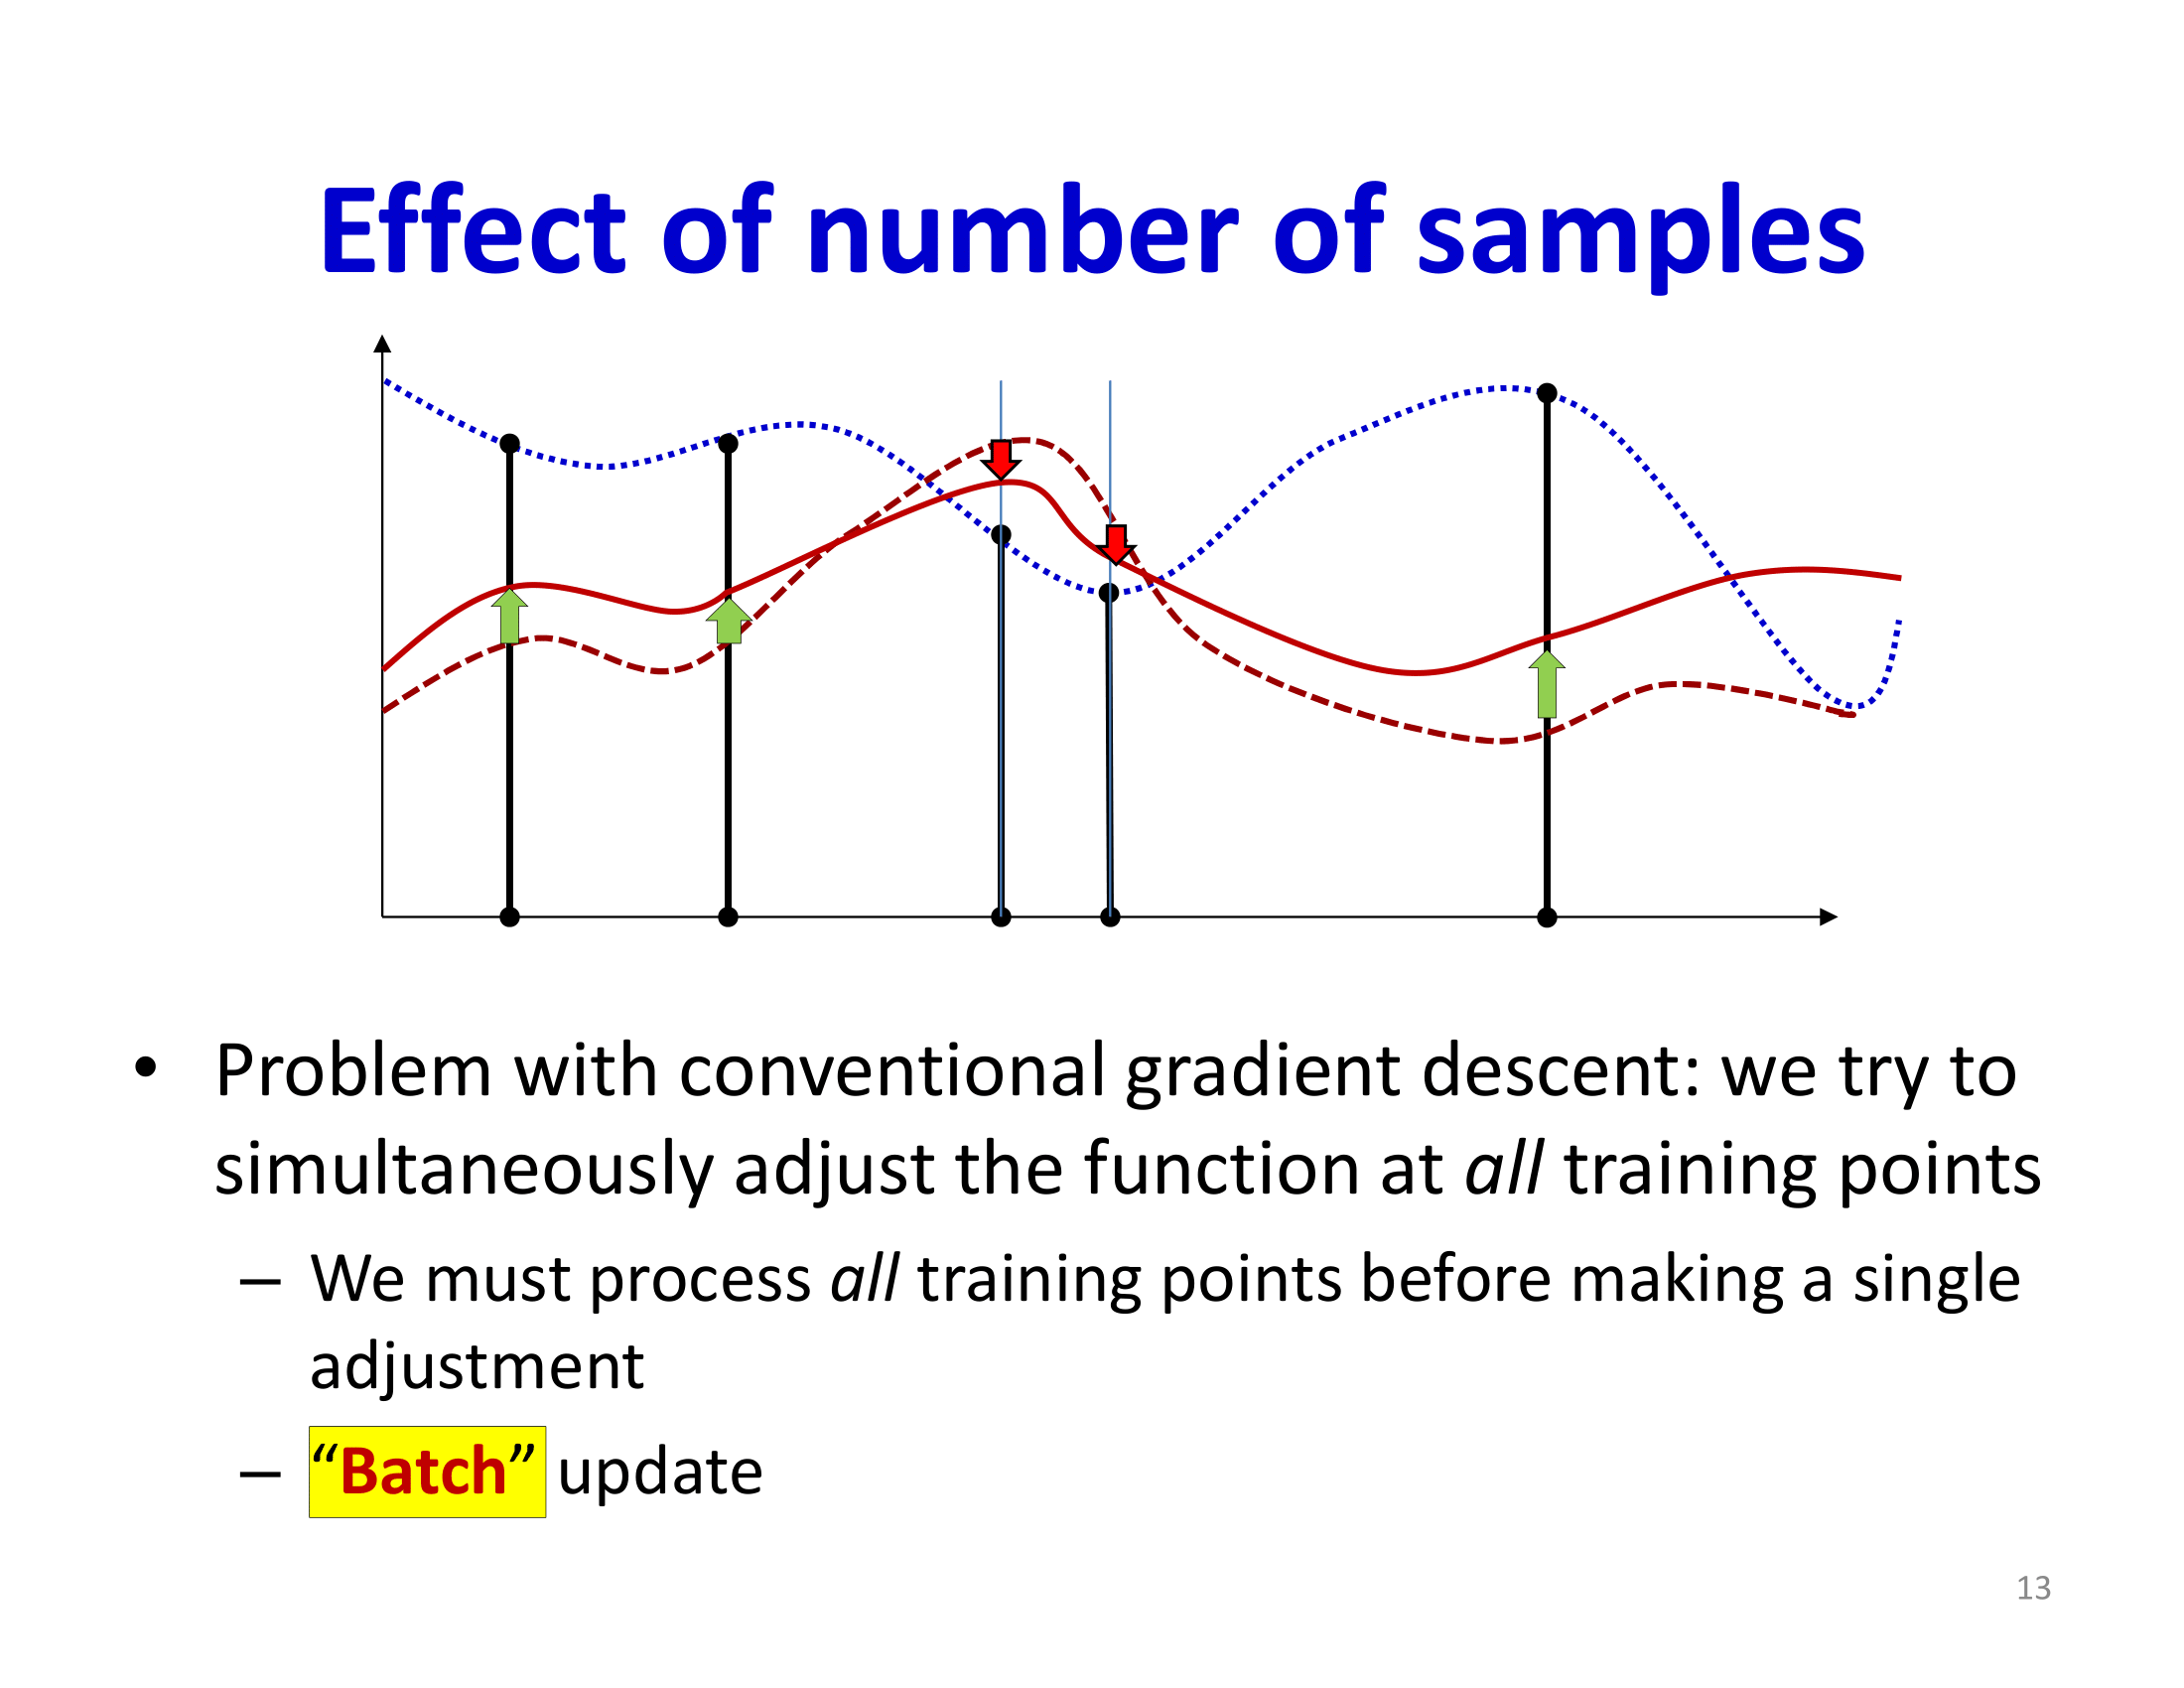 Effect of number of samples
• Problem with conventional gradient descent: we try to
simultaneously adjust the function at all training points
– We must process all training points before making a single
adjustment
– “Batch” update
13